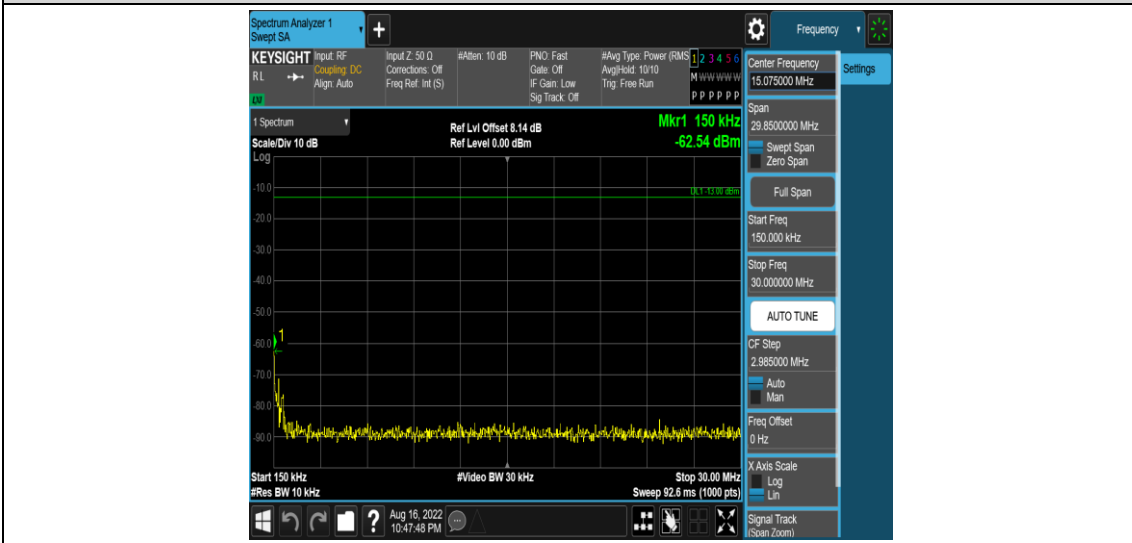 Spectrum Analyzer 1
Swept SA
+
Frequency
KEYSIGHT
R L
LXI
Input: RF
Coupling: DC
Align: Auto
Input Z: 50 Ω
Corrections: Off
Freq Ref: Int (S)
#Atten: 10 dB
PNO: Fast
Gate: Off
IF Gain: Low
Sig Track: Off
#Avg Type: Power (RMS
Avg|Hold: 10/10
Trig: Free Run
1 2 3 4 5 6
M W W W W W
P P P P P P
1 Spectrum
Scale/Div 10 dB
Log
Ref Lvl Offset 8.14 dB
Ref Level 0.00 dBm
Mkr1 150 kHz
-62.54 dBm
DL1 -13.00 dBm
-10.0
-20.0
-30.0
-40.0
-50.0
-60.0
-70.0
-80.0
-90.0
1
Start 150 kHz
#Res BW 10 kHz
#Video BW 30 kHz
Stop 30.00 MHz
Sweep 92.6 ms (1000 pts)
?
Aug 16, 2022
10:47:48 PM
Center Frequency
15.075000 MHz
Settings
Span
29.8500000 MHz
Swept Span
Zero Span
Full Span
Start Freq
150.000 kHz
Stop Freq
30.000000 MHz
AUTO TUNE
CF Step
2.985000 MHz
Auto
Man
Freq Offset
0 Hz
X Axis Scale
Log
Lin
Signal Track
(Span Zoom)